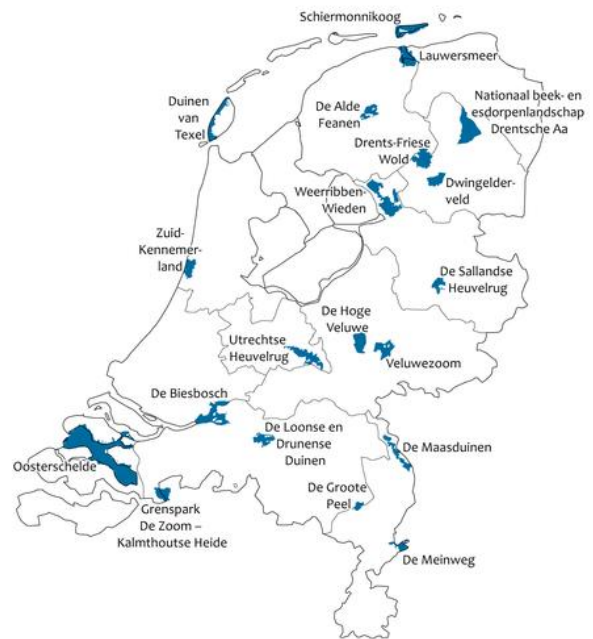 Schiermonnikoog
Lauwersmeer
Duinen
van
Texel
De Alde
Feanen
Nationaal beek- en
esdorpenlandschap
Drentsche Aa
Drents-Friese
Wold
Dwingelder-
veld
Weerribben-
Wieden
Zuid-
Kennemer-
land
De Sallandse
Heuvelrug
De Hoge
Veluwe
Utrechtse
Heuvelrug
Veluwezoom
De Biesbosch
De Loonse en
Drunense
Duinen
De Maasduinen
Oosterschelde
De Groote
Peel
Grenspark
De Zoom –
Kalmthoutse Heide
De Meinweg